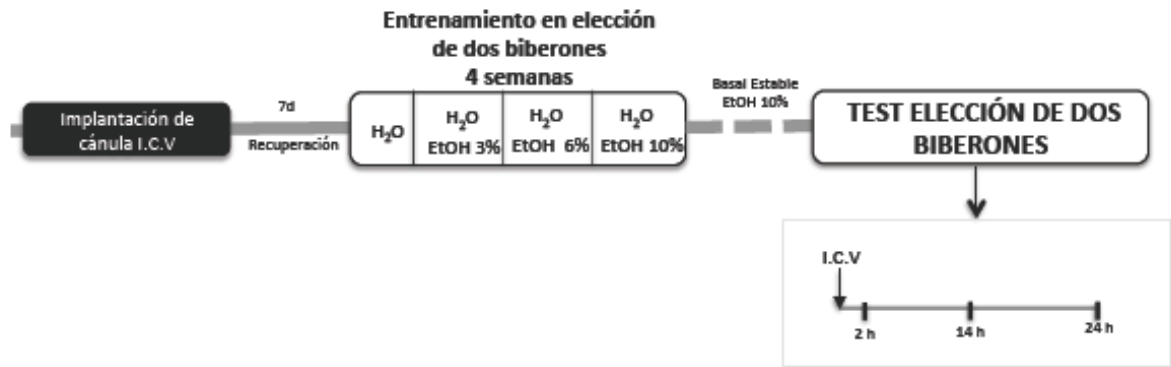 Entrenamiento en elección
de dos biberones
4 semanas
Implantación de
cánula I.C.V
7d
Recuperación
H₂O
H₂O
EtOH 3%
H₂O
EtOH 6%
H₂O
EtOH 10%
Basal Estable
EtOH 10%
TEST ELECCIÓN DE DOS
BIBERONES
I.C.V
2 h
14 h
24 h